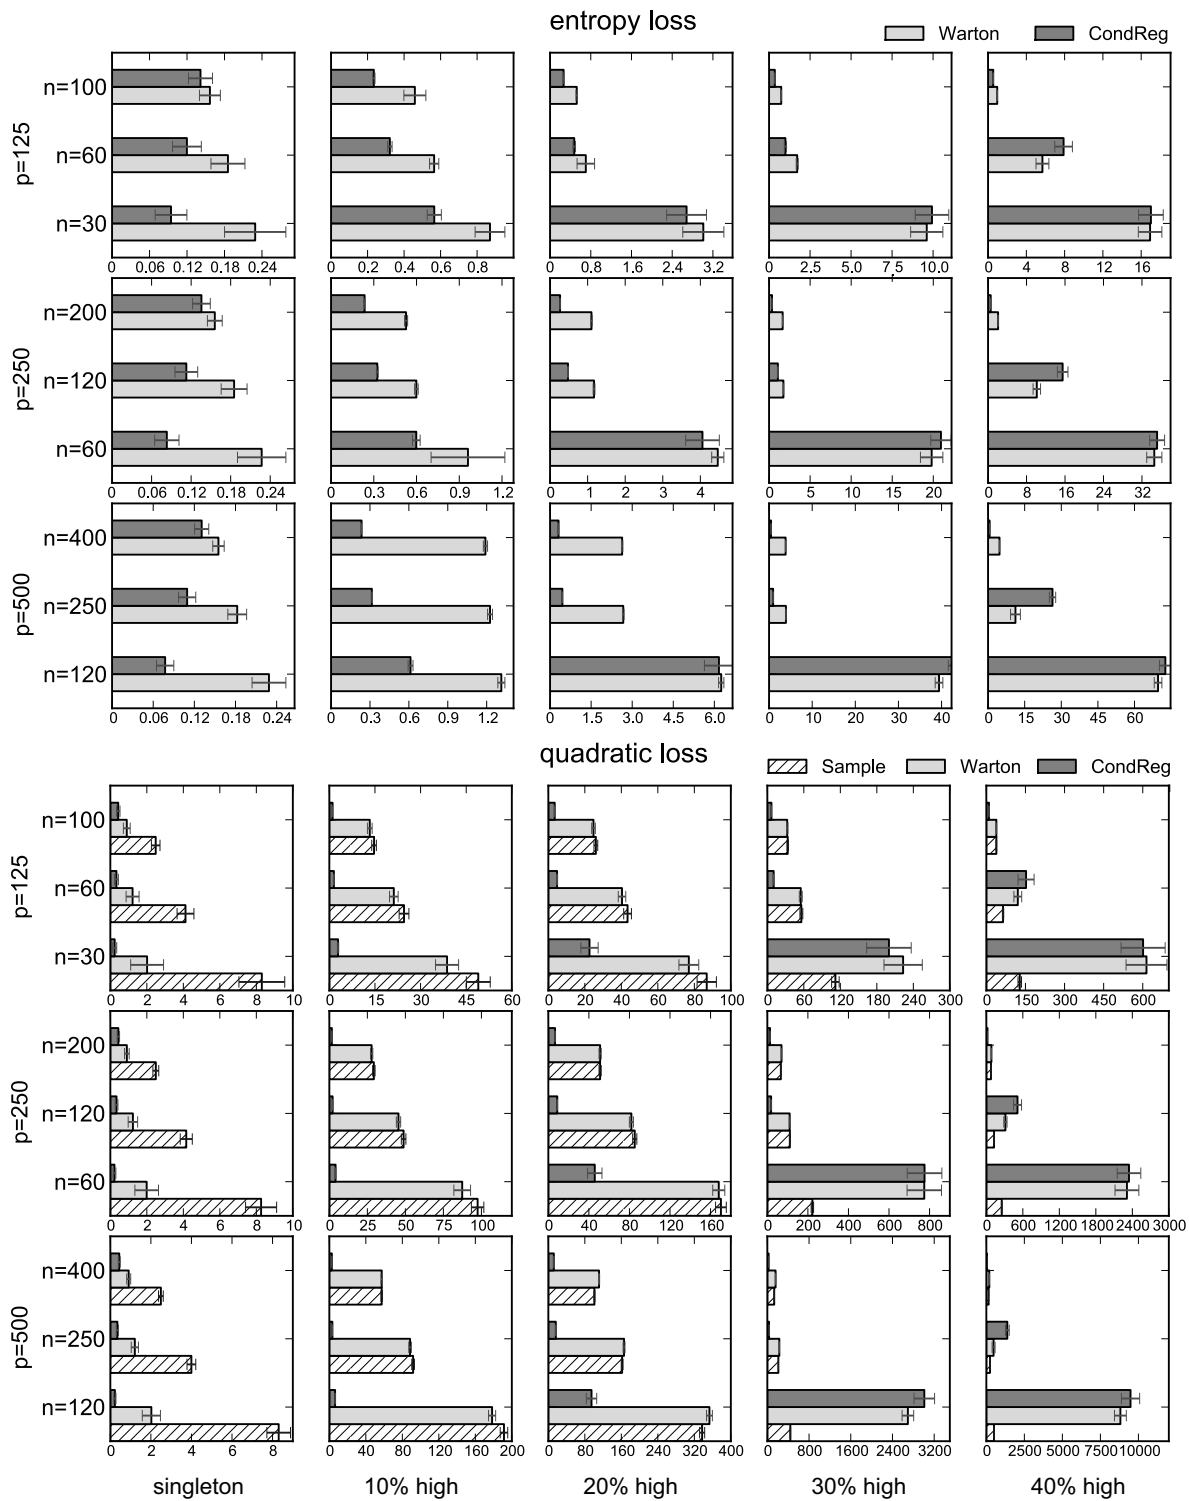 entropy loss
Warton CondReg
p=125
n=100
n=60
n=30
0 0.06 0.12 0.18 0.24
0 0.2 0.4 0.6 0.8
0 0.8 1.6 2.4 3.2
0 2.5 5.0 7.5 10.0
0 4 8 12 16
p=250
n=200
n=120
n=60
0 0.06 0.12 0.18 0.24
0 0.3 0.6 0.9 1.2
0 1 2 3 4
0 5 10 15 20
0 8 16 24 32
p=500
n=400
n=250
n=120
0 0.06 0.12 0.18 0.24
0 0.3 0.6 0.9 1.2
0 1.5 3.0 4.5 6.0
0 10 20 30 40
0 15 30 45 60
quadratic loss
Sample Warton CondReg
p=125
n=100
n=60
n=30
0 2 4 6 8 10
0 15 30 45 60
0 20 40 60 80 100
0 60 120 180 240 300
0 150 300 450 600
p=250
n=200
n=120
n=60
0 2 4 6 8 10
0 25 50 75 100
0 40 80 120 160
0 200 400 600 800
0 600 1200 1800 2400 3000
p=500
n=400
n=250
n=120
0 2 4 6 8
0 40 80 120 160 200
0 80 160 240 320 400
0 800 1600 2400 3200
0 2500 5000 7500 10000
singleton 10% high 20% high 30% high 40% high